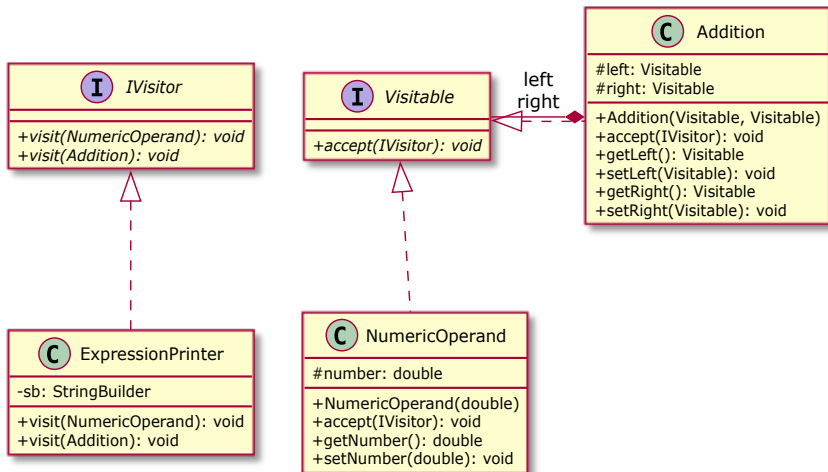 C Addition
#left: Visitable
#right: Visitable
+Addition(Visitable, Visitable)
+accept(IVisitor): void
+getLeft(): Visitable
+setLeft(Visitable): void
+getRight(): Visitable
+setRight(Visitable): void
I IVisitor
+visit(NumericOperand): void
+visit(Addition): void
I Visitable
+accept(IVisitor): void
left
right
C ExpressionPrinter
-sb: StringBuilder
+visit(NumericOperand): void
+visit(Addition): void
C NumericOperand
#number: double
+NumericOperand(double)
+accept(IVisitor): void
+getNumber(): double
+setNumber(double): void